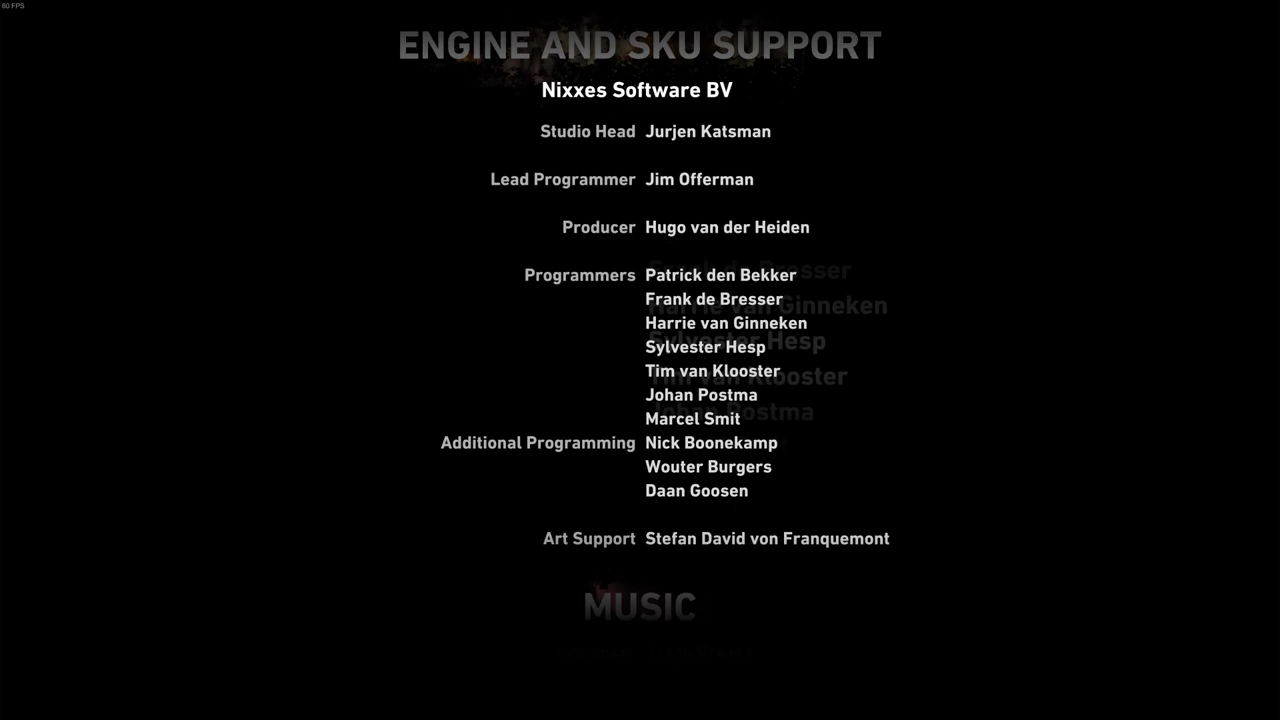 60 FPS
ENGINE AND SKU SUPPORT
Nixxes Software BV
Studio Head Jurjen Katsman
Lead Programmer Jim Offerman
Producer Hugo van der Heiden
Programmers Patrick den Bekker
Frank de Bresser
Harrie van Ginneken
Sylvester Hesp
Tim van Klooster
Johan Postma
Marcel Smit
Additional Programming Nick Boonekamp
Wouter Burgers
Daan Goosen
Art Support Stefan David von Franquemont
MUSIC